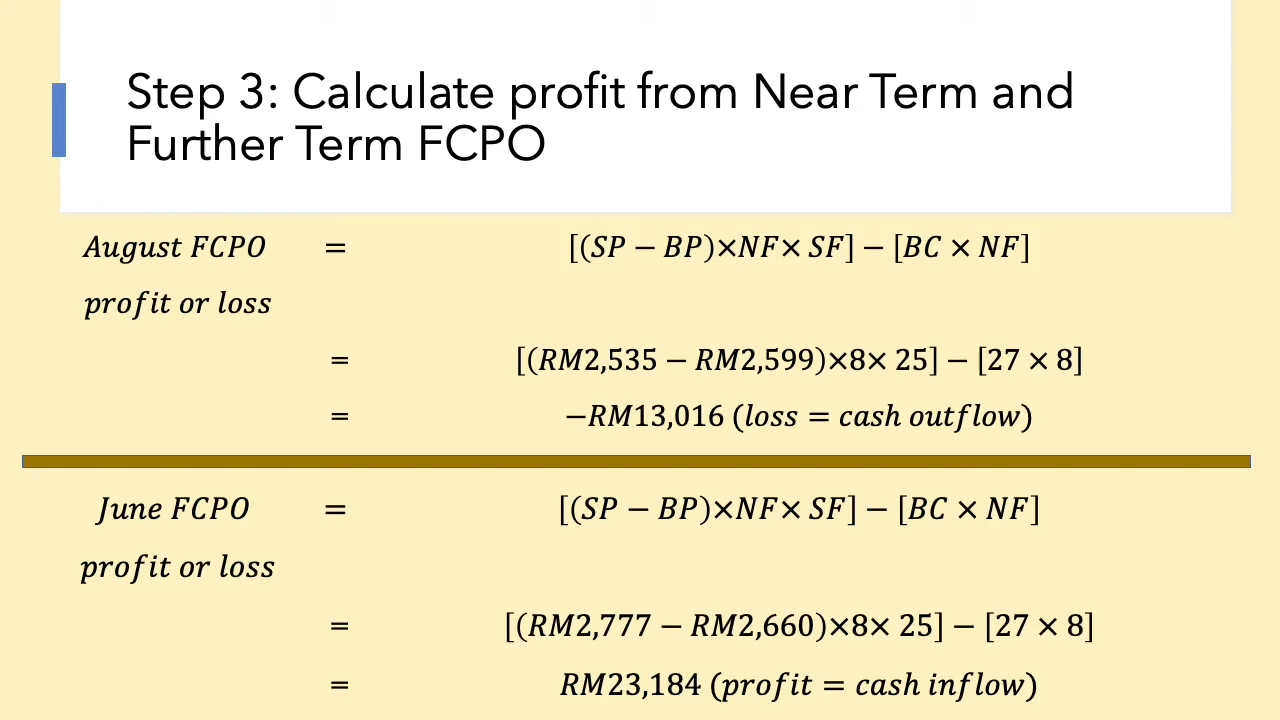 Step 3: Calculate profit from Near Term and
Further Term FCPO
August FCPO = [(SP − BP)×NF× SF] − [BC × NF]
profit or loss
= [(RM2,535 − RM2,599)×8× 25] − [27 × 8]
= −RM13,016 (loss = cash outflow)
June FCPO = [(SP − BP)×NF× SF] − [BC × NF]
profit or loss
= [(RM2,777 − RM2,660)×8× 25] − [27 × 8]
= RM23,184 (profit = cash inflow)